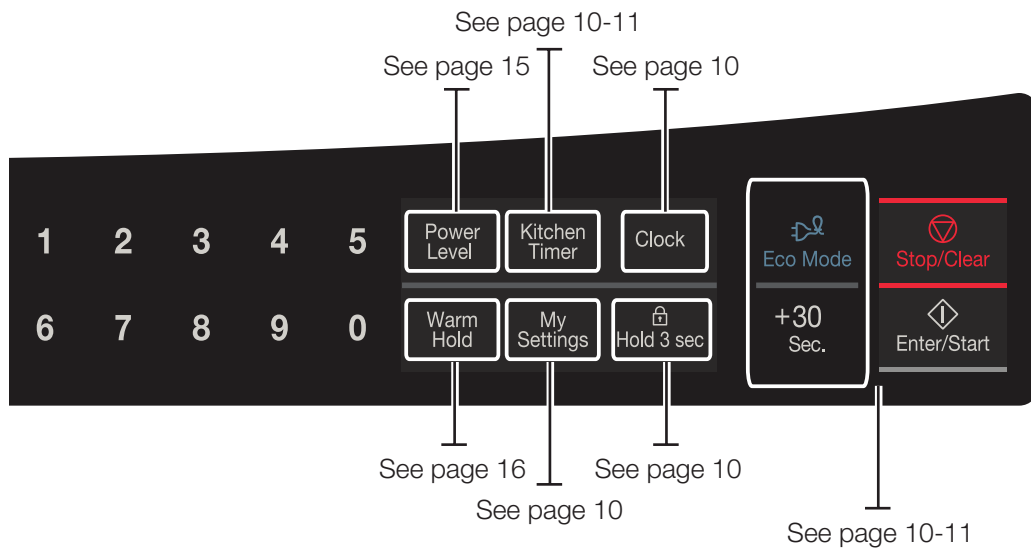 See page 10-11
See page 15
See page 10
1 2 3 4 5
Power
Level
Kitchen
Timer
Clock
Eco Mode
Stop/Clear
6 7 8 9 0
Warm
Hold
My
Settings
Hold 3 sec
+30
Sec.
Enter/Start
See page 16
See page 10
See page 10
See page 10-11